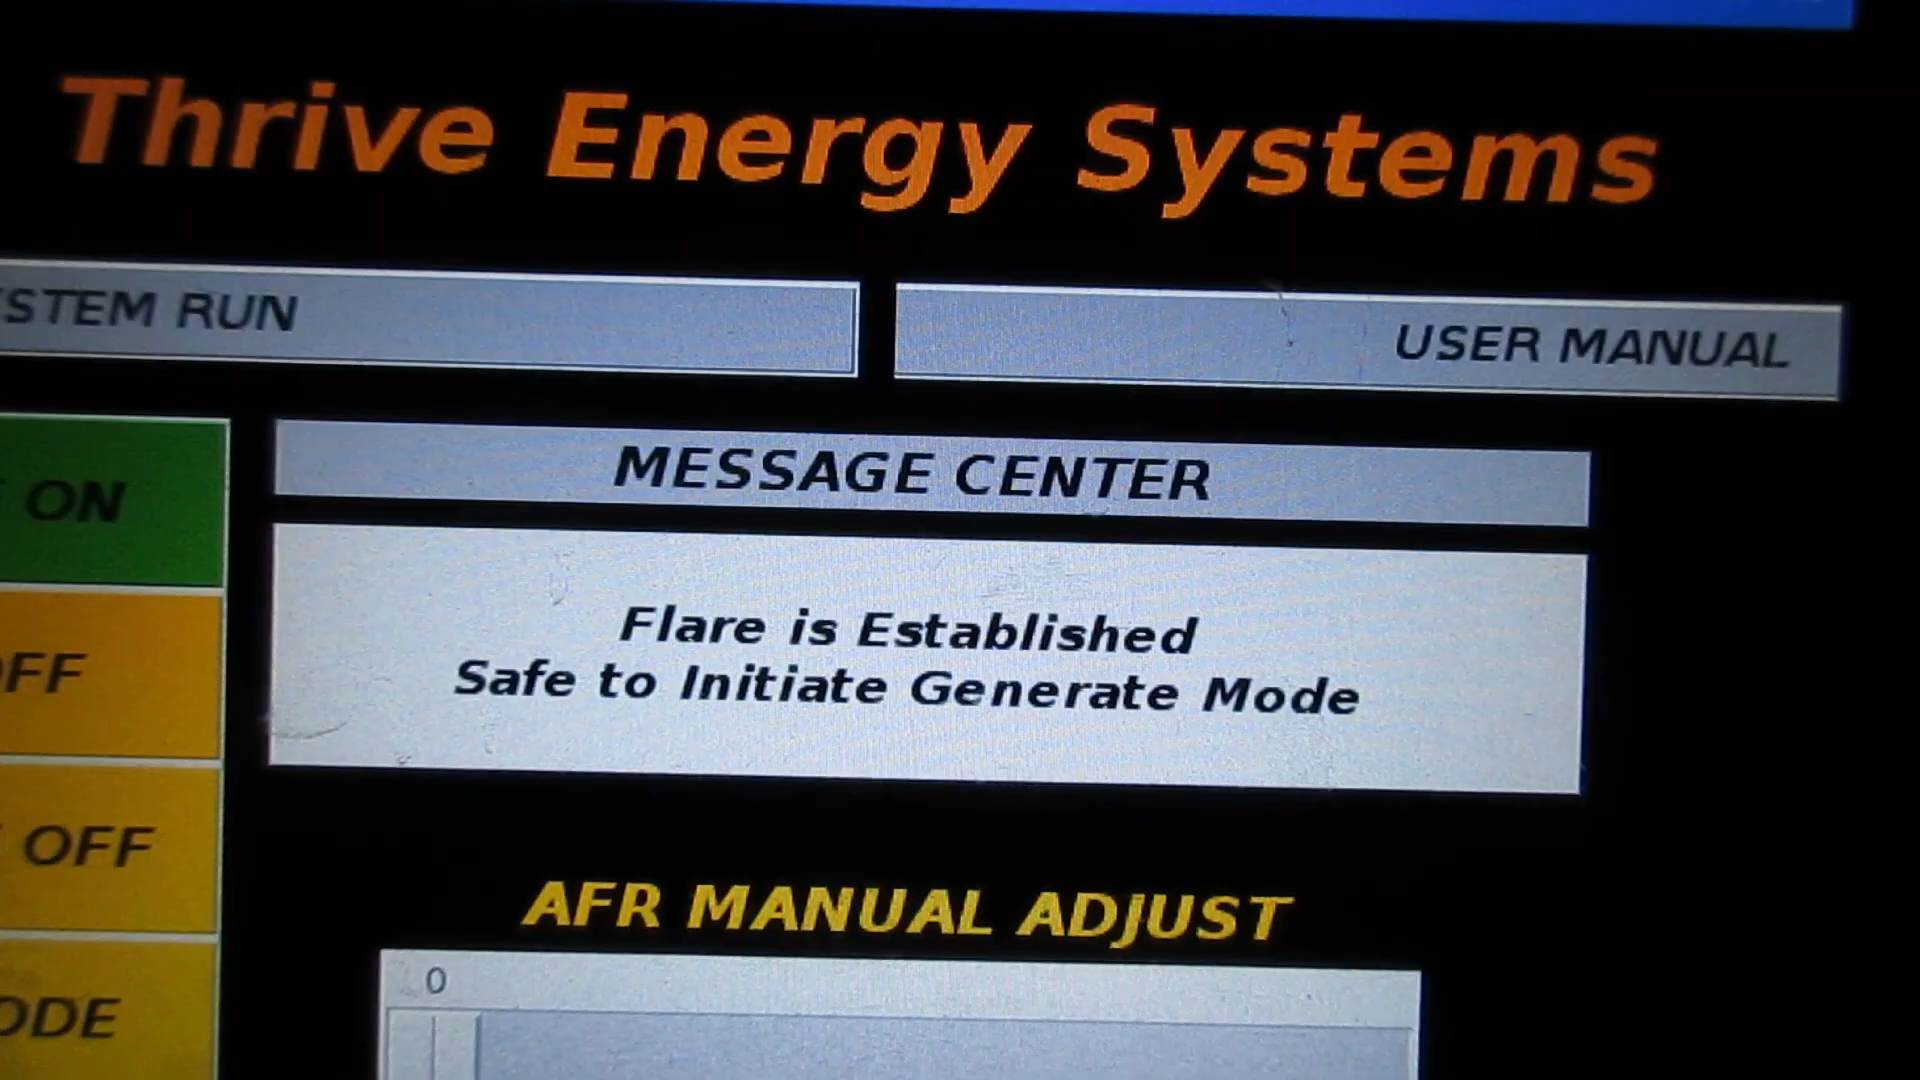 Thrive Energy Systems
STEM RUN
USER MANUAL
ON
MESSAGE CENTER
Flare is Established
Safe to Initiate Generate Mode
OFF
OFF
ODE
AFR MANUAL ADJUST
0